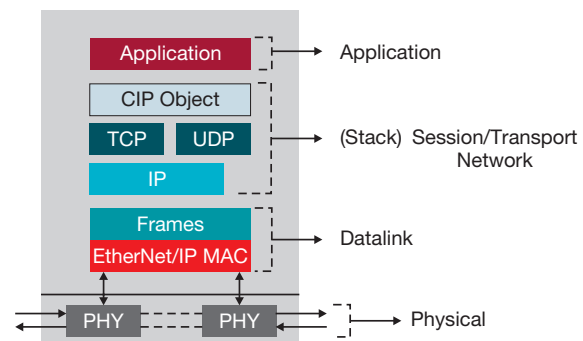 Application
Application
CIP Object
TCP
UDP
(Stack) Session/Transport
Network
IP
Frames
Datalink
EtherNet/IP MAC
PHY
PHY
Physical